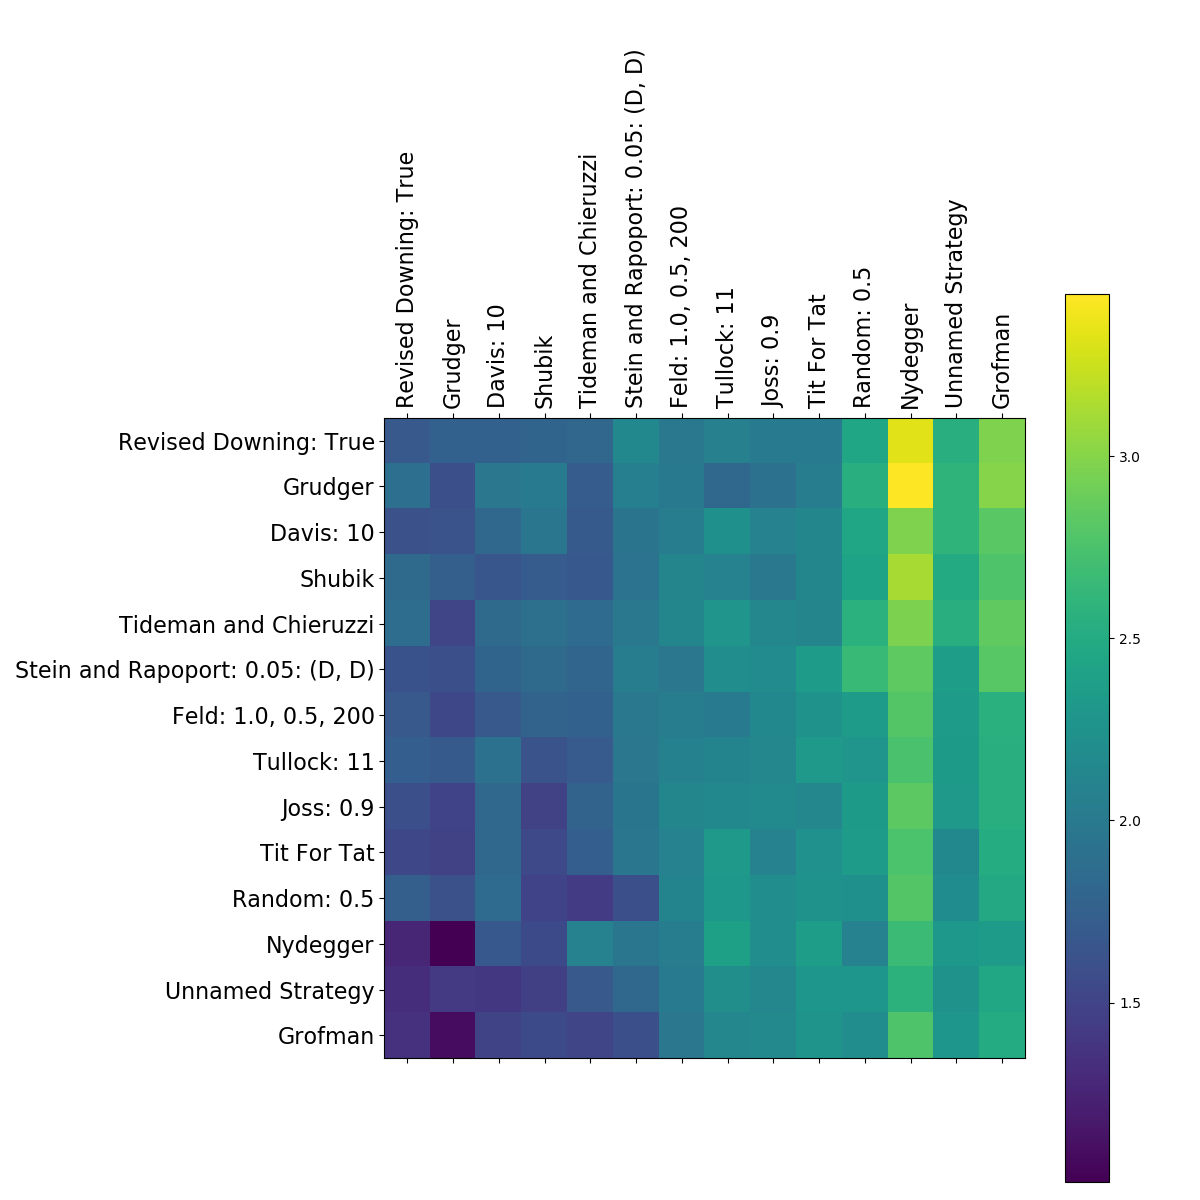 Revised Downing: True
Grudger
Davis: 10
Shubik
Tideman and Chieruzzi
Stein and Rapoport: 0.05: (D, D)
Feld: 1.0, 0.5, 200
Tullock: 11
Joss: 0.9
Tit For Tat
Random: 0.5
Nydegger
Unnamed Strategy
Grofman
Revised Downing: True
Grudger
Davis: 10
Shubik
Tideman and Chieruzzi
Stein and Rapoport: 0.05: (D, D)
Feld: 1.0, 0.5, 200
Tullock: 11
Joss: 0.9
Tit For Tat
Random: 0.5
Nydegger
Unnamed Strategy
Grofman
3.0
2.5
2.0
1.5